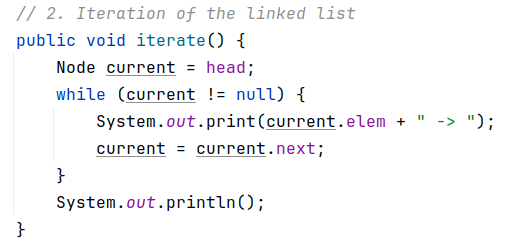 // 2. Iteration of the linked list
public void iterate() {
    Node current = head;
    while (current != null) {
        System.out.print(current.elem + " -> ");
        current = current.next;
    }
    System.out.println();
}